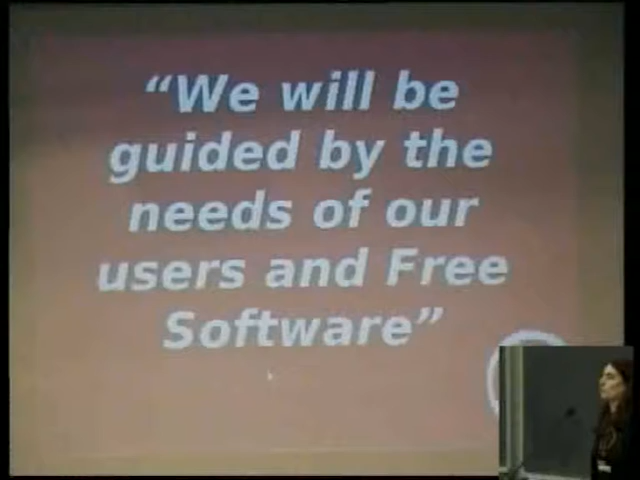 “We will be
guided by the
needs of our
users and Free
Software”